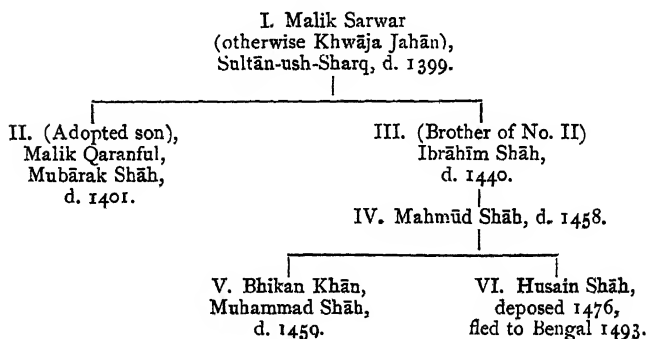 I. Malik Sarwar
(otherwise Khwāja Jahān),
Sultān-ush-Sharq, d. 1399.
II. (Adopted son),
Malik Qaranful,
Mubārak Shāh,
d. 1401.
III. (Brother of No. II)
Ibrāhīm Shāh,
d. 1440.
IV. Mahmūd Shāh, d. 1458.
V. Bhikan Khān,
Muhammad Shāh,
d. 1459.
VI. Husain Shāh,
deposed 1476,
fled to Bengal 1493.